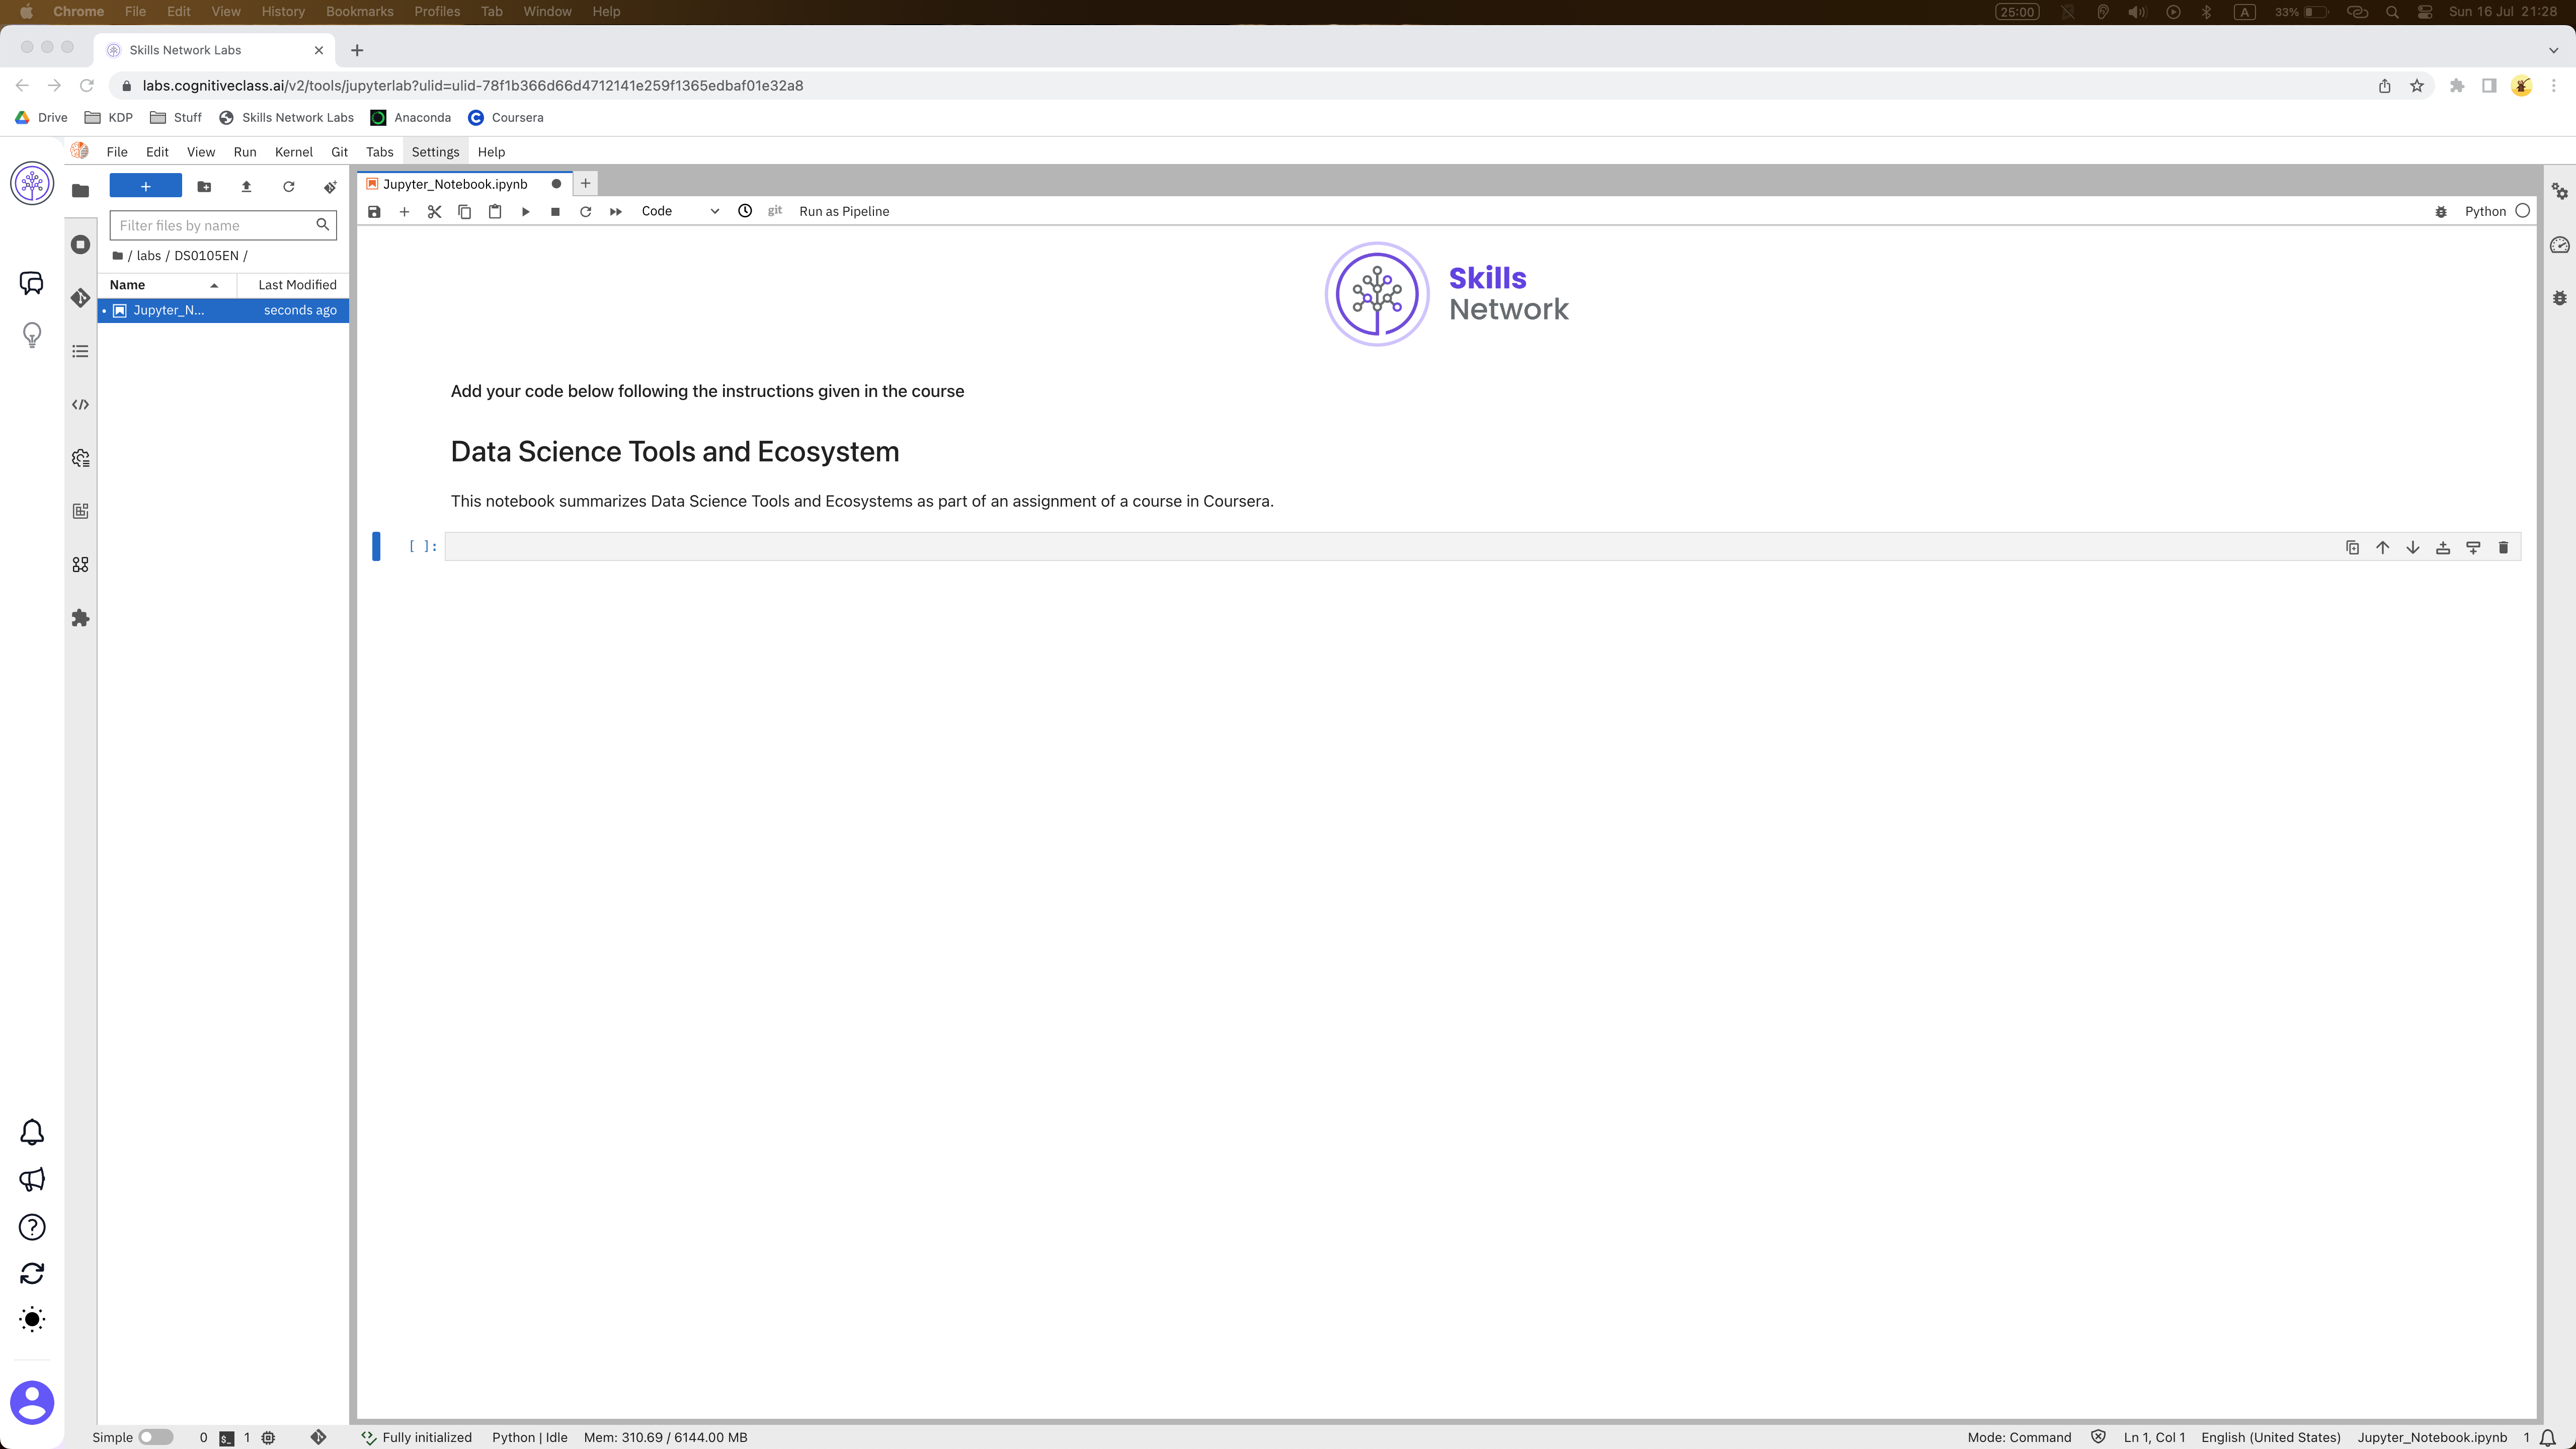 Chrome File Edit View History Bookmarks Profiles Tab Window Help 25:00 A 33% Sun 16 Jul 21:28
Skills Network Labs
labs.cognitiveclass.ai/v2/tools/jupyterlab?ulid=ulid-78f1b366d66d4712141e259f1365edbaf01e32a8
Drive KDP Stuff Skills Network Labs Anaconda Coursera
File Edit View Run Kernel Git Tabs Settings Help
Jupyter_Notebook.ipynb
Code git Run as Pipeline Python
Filter files by name
/ labs / DS0105EN /
Name Last Modified
Jupyter_N... seconds ago
Skills
Network
Add your code below following the instructions given in the course
Data Science Tools and Ecosystem
This notebook summarizes Data Science Tools and Ecosystems as part of an assignment of a course in Coursera.
[ ]:
Simple 0 $_ 1 Fully initialized Python | Idle Mem: 310.69 / 6144.00 MB Mode: Command Ln 1, Col 1 English (United States) Jupyter_Notebook.ipynb 1